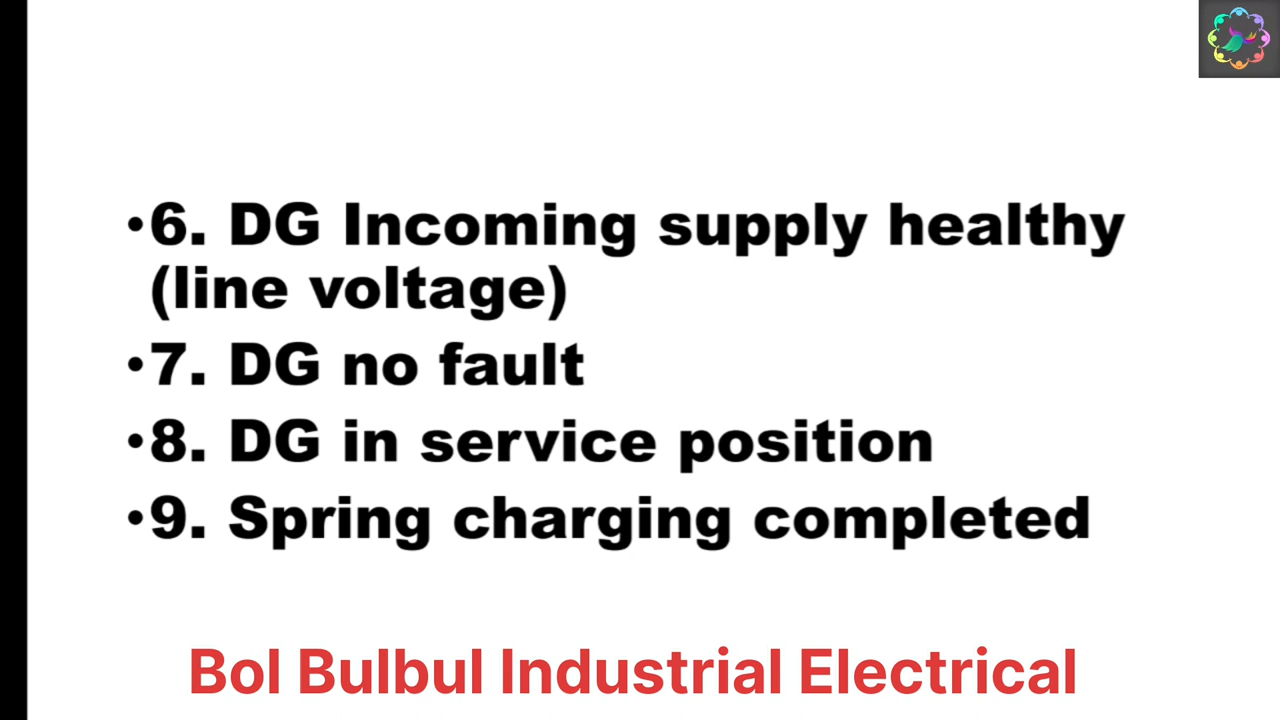 •6. DG Incoming supply healthy
(line voltage)
•7. DG no fault
•8. DG in service position
•9. Spring charging completed
Bol Bulbul Industrial Electrical